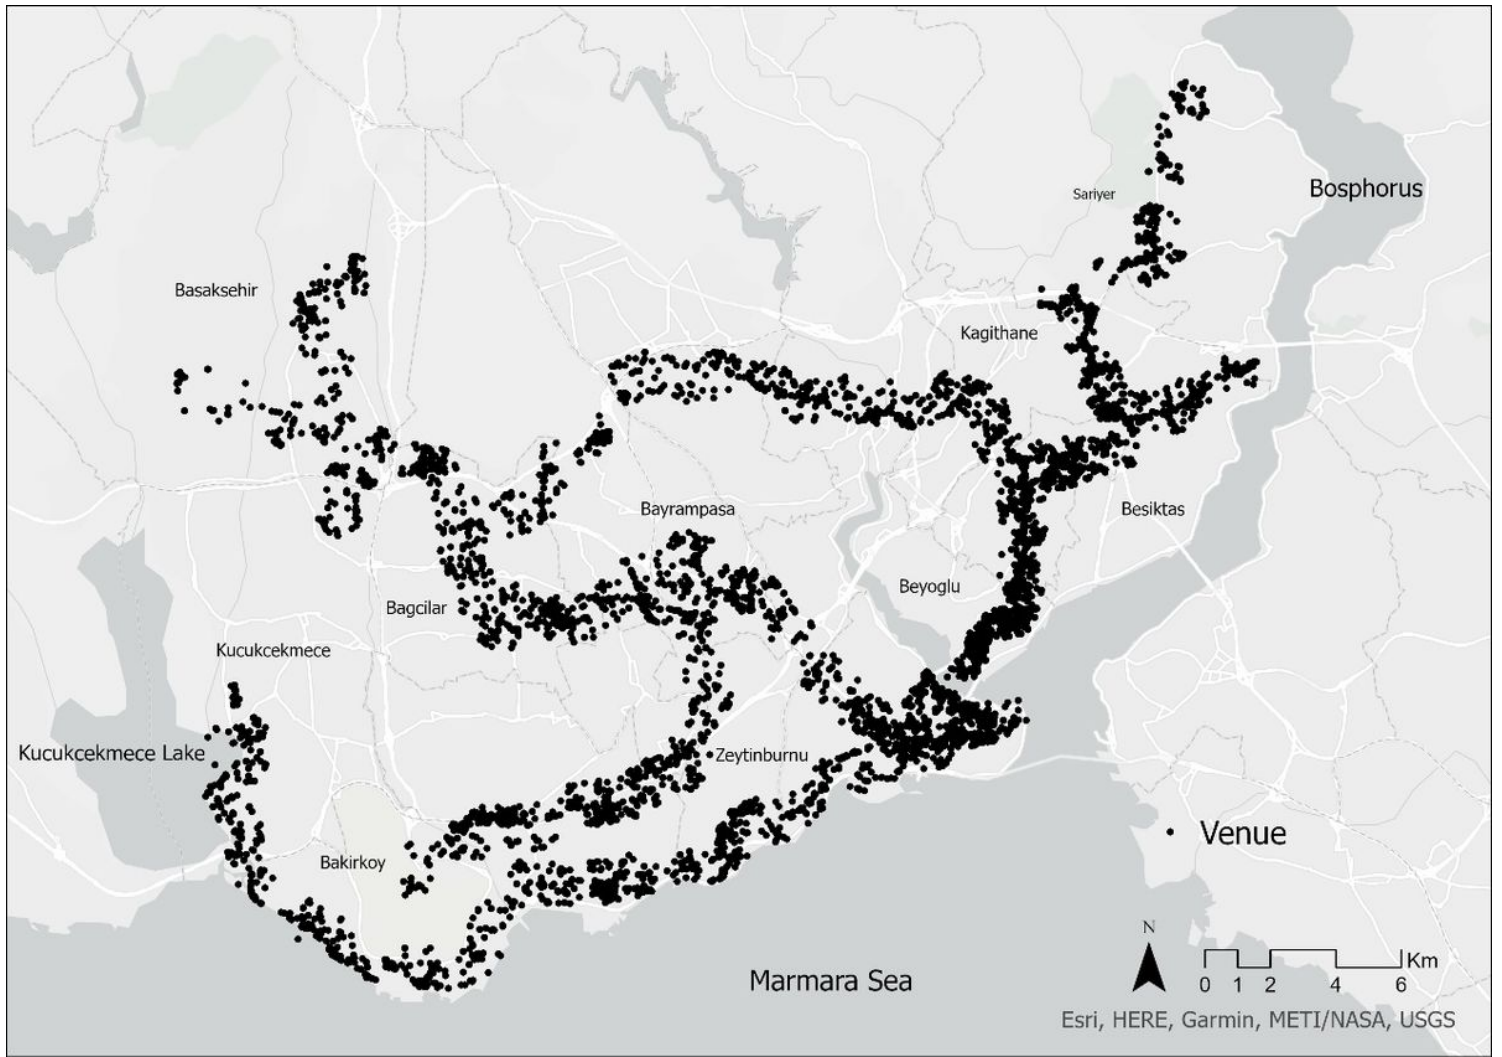 Sariyer
Bosphorus
Basaksehir
Kagithane
Bayrampasa
Besiktas
Beyoglu
Bagcilar
Kucukcekmece
Kucukcekmece Lake
Zeytinburnu
Venue
Bakirkoy
N
Marmara Sea
Km
0 1 2 4 6
Esri, HERE, Garmin, METI/NASA, USGS